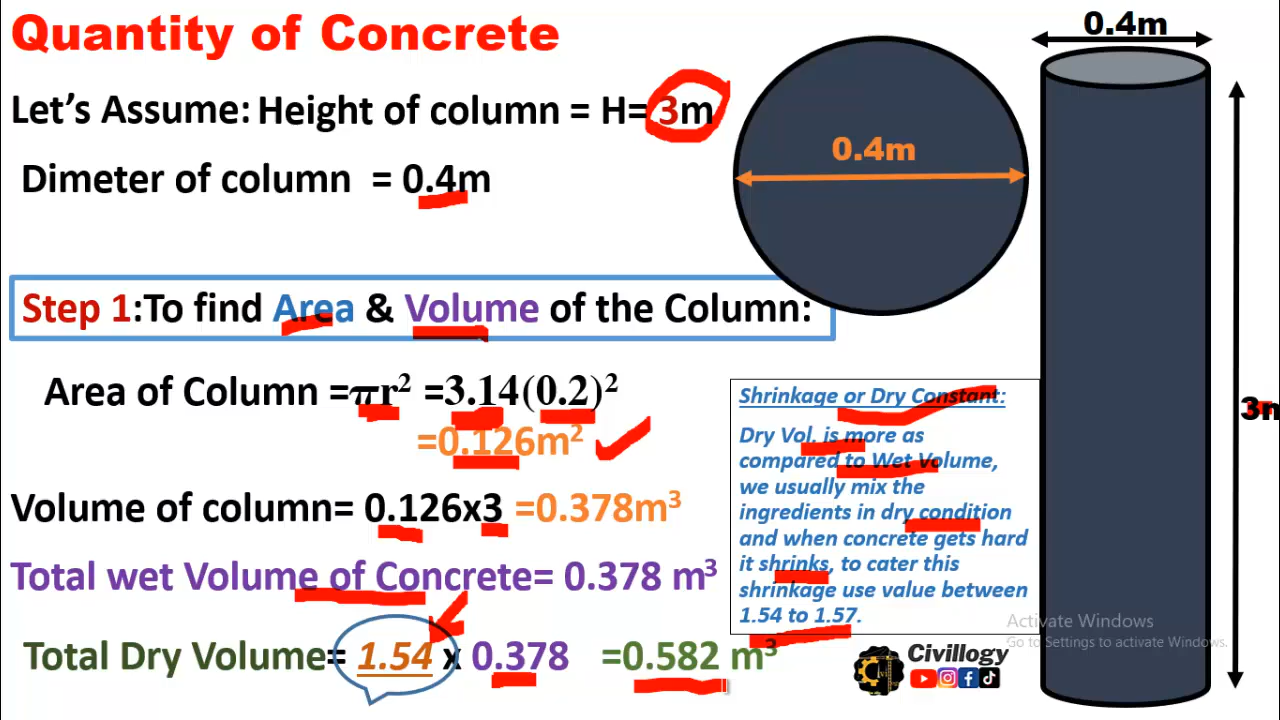 Quantity of Concrete
0.4m
Let's Assume: Height of column = H= 3m
0.4m
Dimeter of column = 0.4m
Step 1:To find Area & Volume of the Column:
Area of Column =πr² =3.14(0.2)²
=0.126m²
Volume of column= 0.126x3 =0.378m³
Total wet Volume of Concrete= 0.378 m³
Total Dry Volume= 1.54 x 0.378 =0.582 m³
Shrinkage or Dry Constant:
Dry Vol. is more as
compared to Wet Volume,
we usually mix the
ingredients in dry condition
and when concrete gets hard
it shrinks, to cater this
shrinkage use value between
1.54 to 1.57.
3m
Activate Windows
Go to Settings to activate Windows.
Civillogy